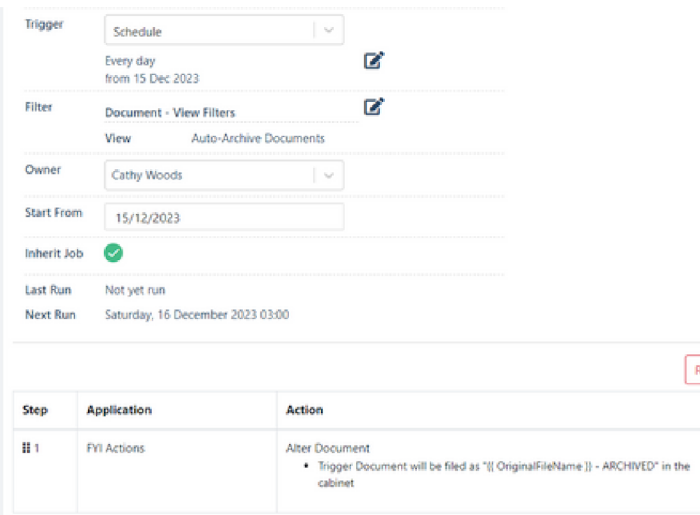 Trigger
Schedule
Every day
from 15 Dec 2023
Filter
Document - View Filters
View Auto-Archive Documents
Owner
Cathy Woods
Start From
15/12/2023
Inherit Job
Last Run Not yet run
Next Run Saturday, 16 December 2023 03:00
Step Application Action
1 FYI Actions Alter Document
• Trigger Document will be filed as "{{ OriginalFileName }} - ARCHIVED" in the
cabinet